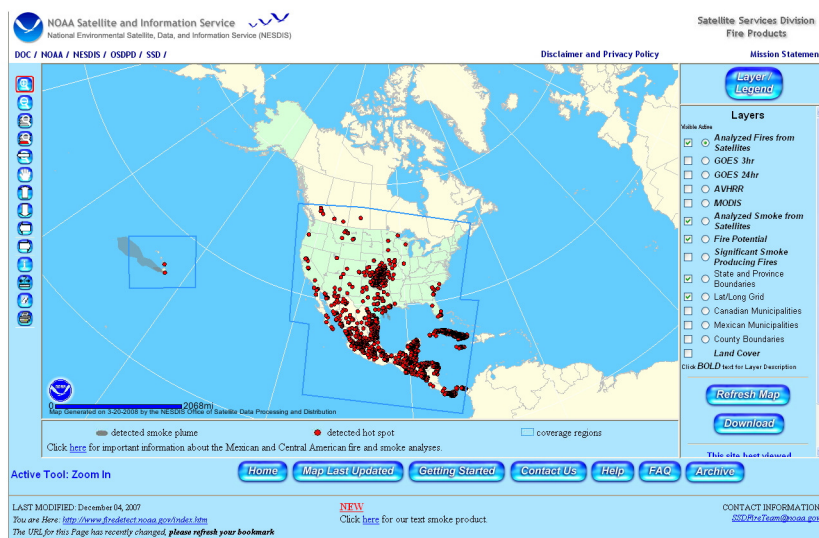 NOAA Satellite and Information Service
National Environmental Satellite, Data, and Information Service (NESDIS)
Satellite Services Division
Fire Products
DOC / NOAA / NESDIS / OSDPD / SSD /
Disclaimer and Privacy Policy
Mission Statemen
Layer/
Legend
Layers
Visible Active
Analyzed Fires from
Satellites
GOES 3hr
GOES 24hr
AVHRR
MODIS
Analyzed Smoke from
Satellites
Fire Potential
Significant Smoke
Producing Fires
State and Province
Boundaries
Lat/Long Grid
Canadian Municipalities
Mexican Municipalities
County Boundaries
Land Cover
Click BOLD text for Layer Description
Refresh Map
Download
This site best viewed
0 2068mi
Map Generated on 3-20-2008 by the NESDIS Office of Satellite Data Processing and Distribution
detected smoke plume
detected hot spot
coverage regions
Click here for important information about the Mexican and Central American fire and smoke analyses.
Active Tool: Zoom In
Home
Map Last Updated
Getting Started
Contact Us
Help
FAQ
Archive
LAST MODIFIED: December 04, 2007
You are Here: http://www.firedetect.noaa.gov/index.htm
The URL for this Page has recently changed, please refresh your bookmark
NEW
Click here for our text smoke product
CONTACT INFORMATION
SSDFireTeam@noaa.gov